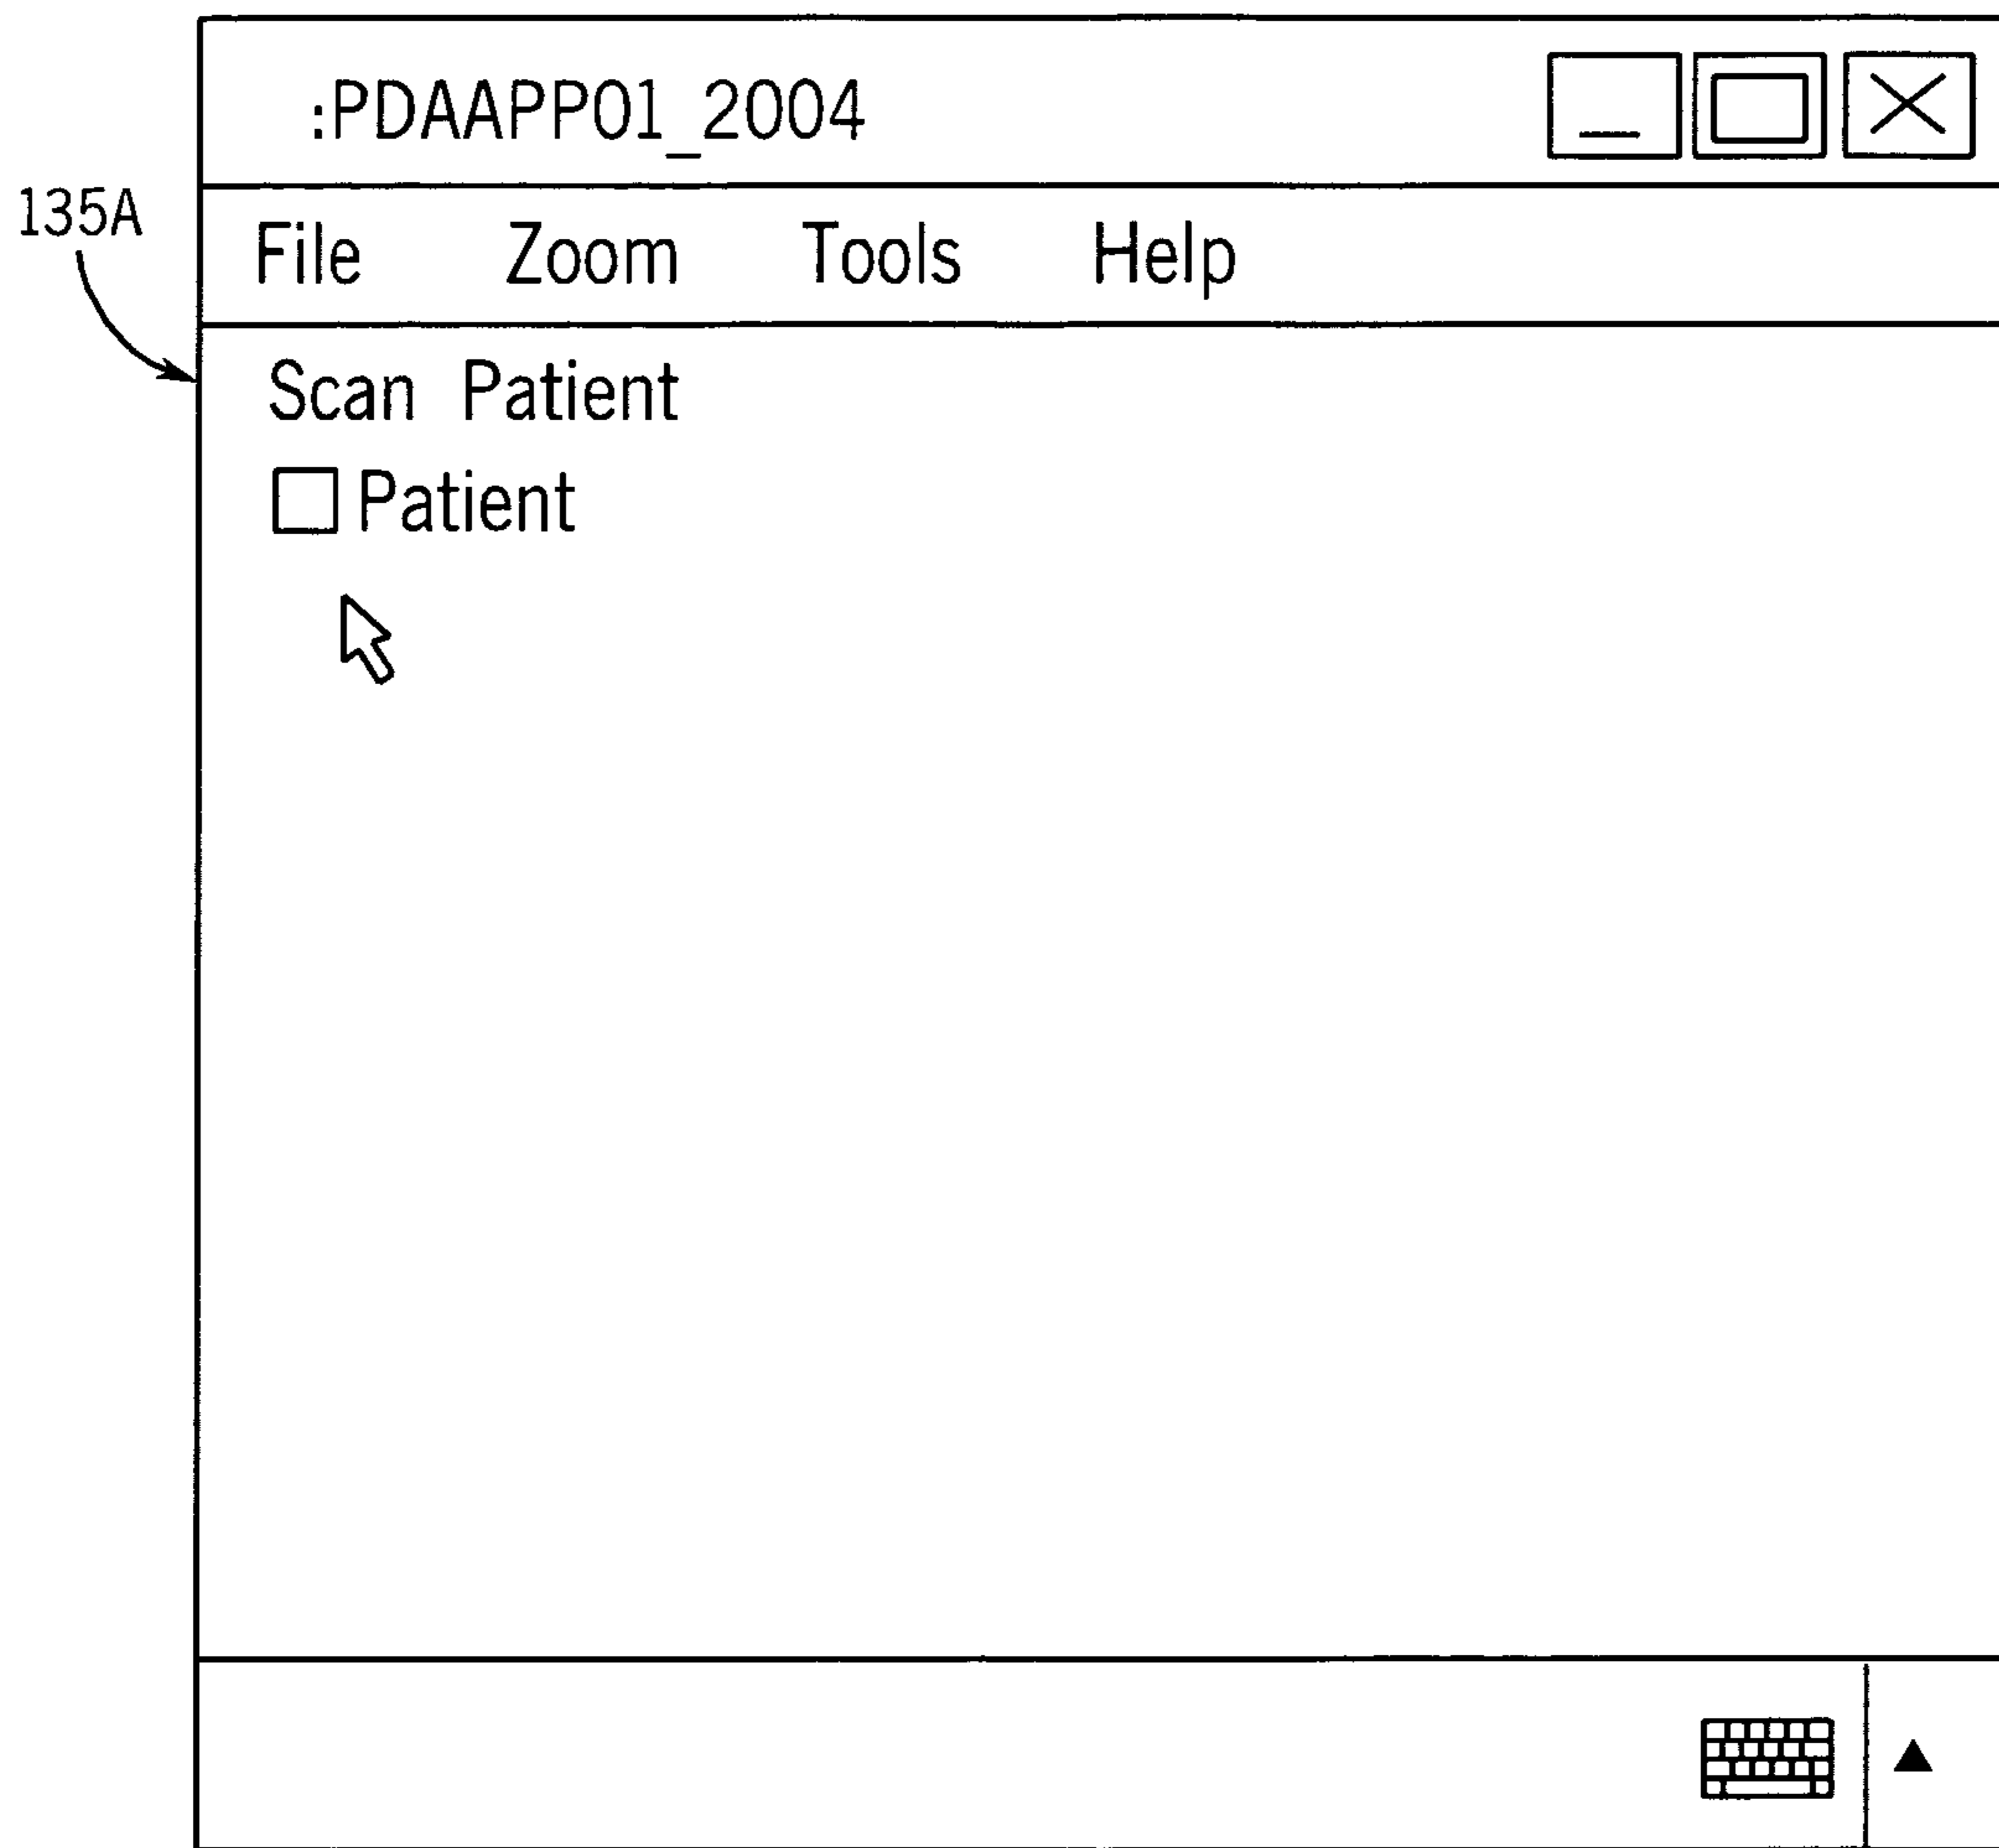 :PDAAPP01_2004
135A
File Zoom Tools Help
Scan Patient
Patient